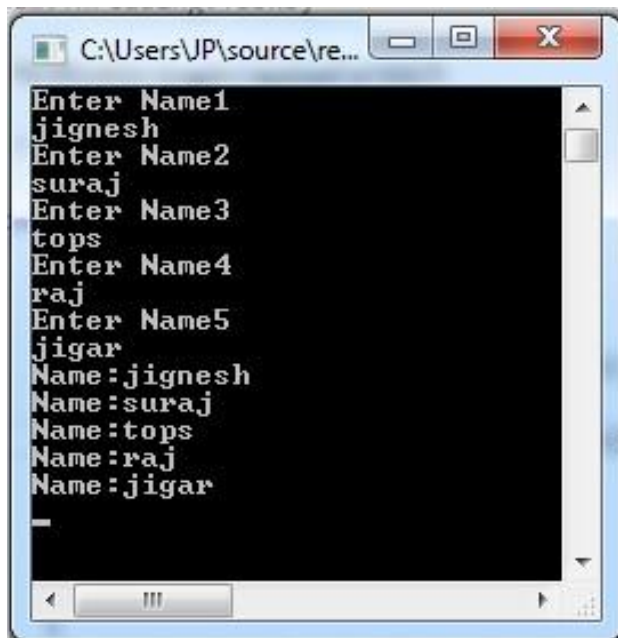 C:\Users\JP\source\re...
Enter Name1
jignesh
Enter Name2
suraj
Enter Name3
tops
Enter Name4
raj
Enter Name5
jigar
Name:jignesh
Name:suraj
Name:tops
Name:raj
Name:jigar